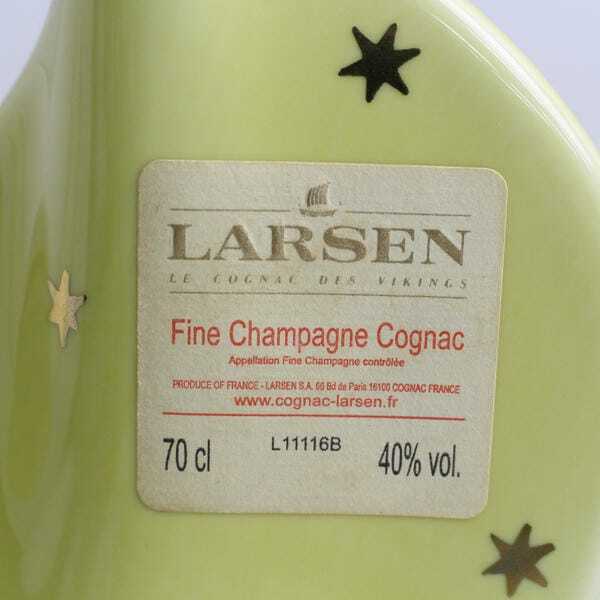 LARSEN
LE COGNAC DES VIKINGS
Fine Champagne Cognac
Appellation Fine Champagne contrôlée
PRODUCE OF FRANCE - LARSEN S.A. 66 Bd de Paris 16100 COGNAC FRANCE
www.cognac-larsen.fr
70 cl L11116B 40% vol.